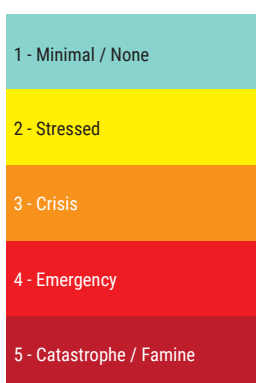 1 - Minimal / None
2 - Stressed
3 - Crisis
4 - Emergency
5 - Catastrophe / Famine